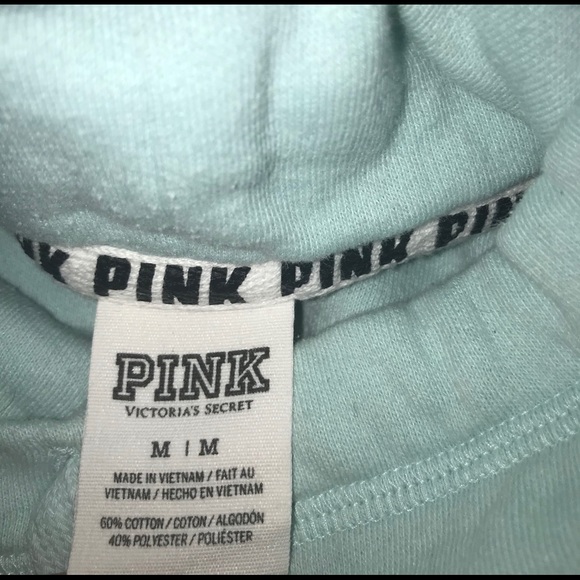 PINK PINK PINK PIN
PINK
VICTORIA'S SECRET
M | M
MADE IN VIETNAM / FAIT AU
VIETNAM / HECHO EN VIETNAM
60% COTTON / COTON / ALGODÓN
40% POLYESTER / POLIÉSTER